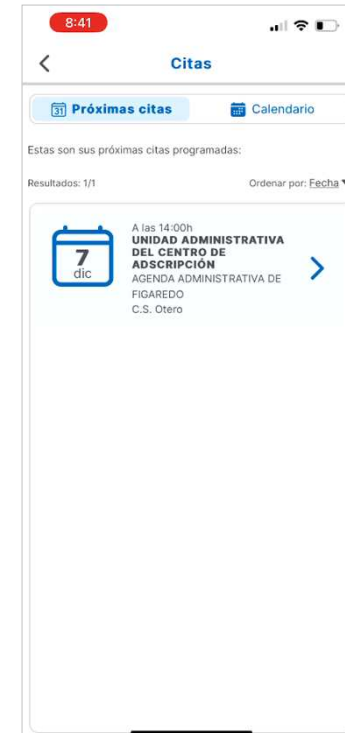 8:41
Citas
31 Próximas citas
Calendario
Estas son sus próximas citas programadas:
Resultados: 1/1
Ordenar por: Fecha
7
dic
A las 14:00h
UNIDAD ADMINISTRATIVA
DEL CENTRO DE
ADSCRIPCIÓN
AGENDA ADMINISTRATIVA DE
FIGAREDO
C.S. Otero